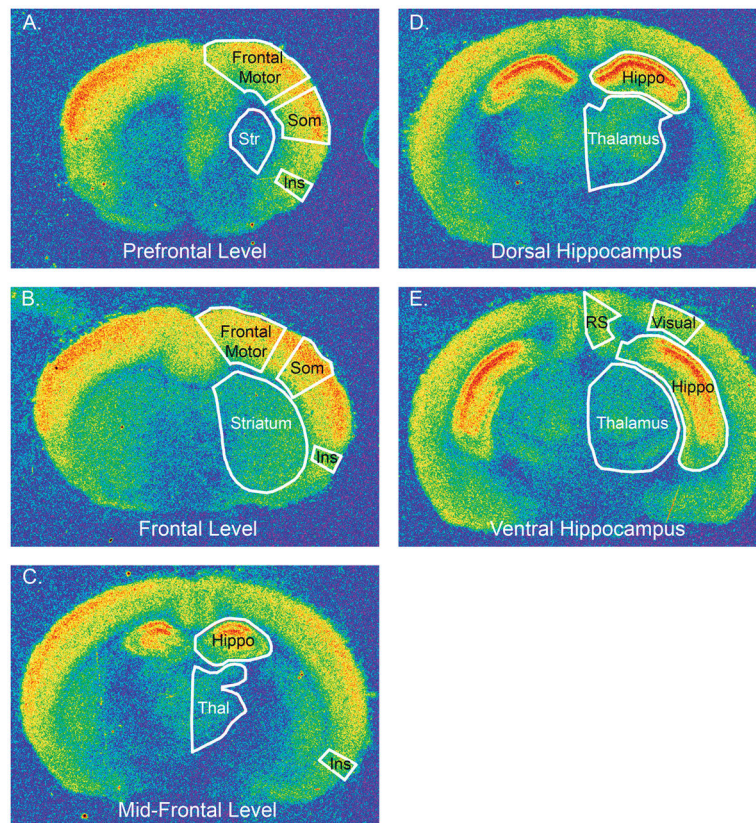 A.
Frontal
Motor
Som
Str
Ins
Prefrontal Level
B.
Frontal
Motor
Som
Striatum
Ins
Frontal Level
C.
Hippo
Thal
Ins
Mid-Frontal Level
D.
Hippo
Thalamus
Dorsal Hippocampus
E.
RS
Visual
Hippo
Thalamus
Ventral Hippocampus